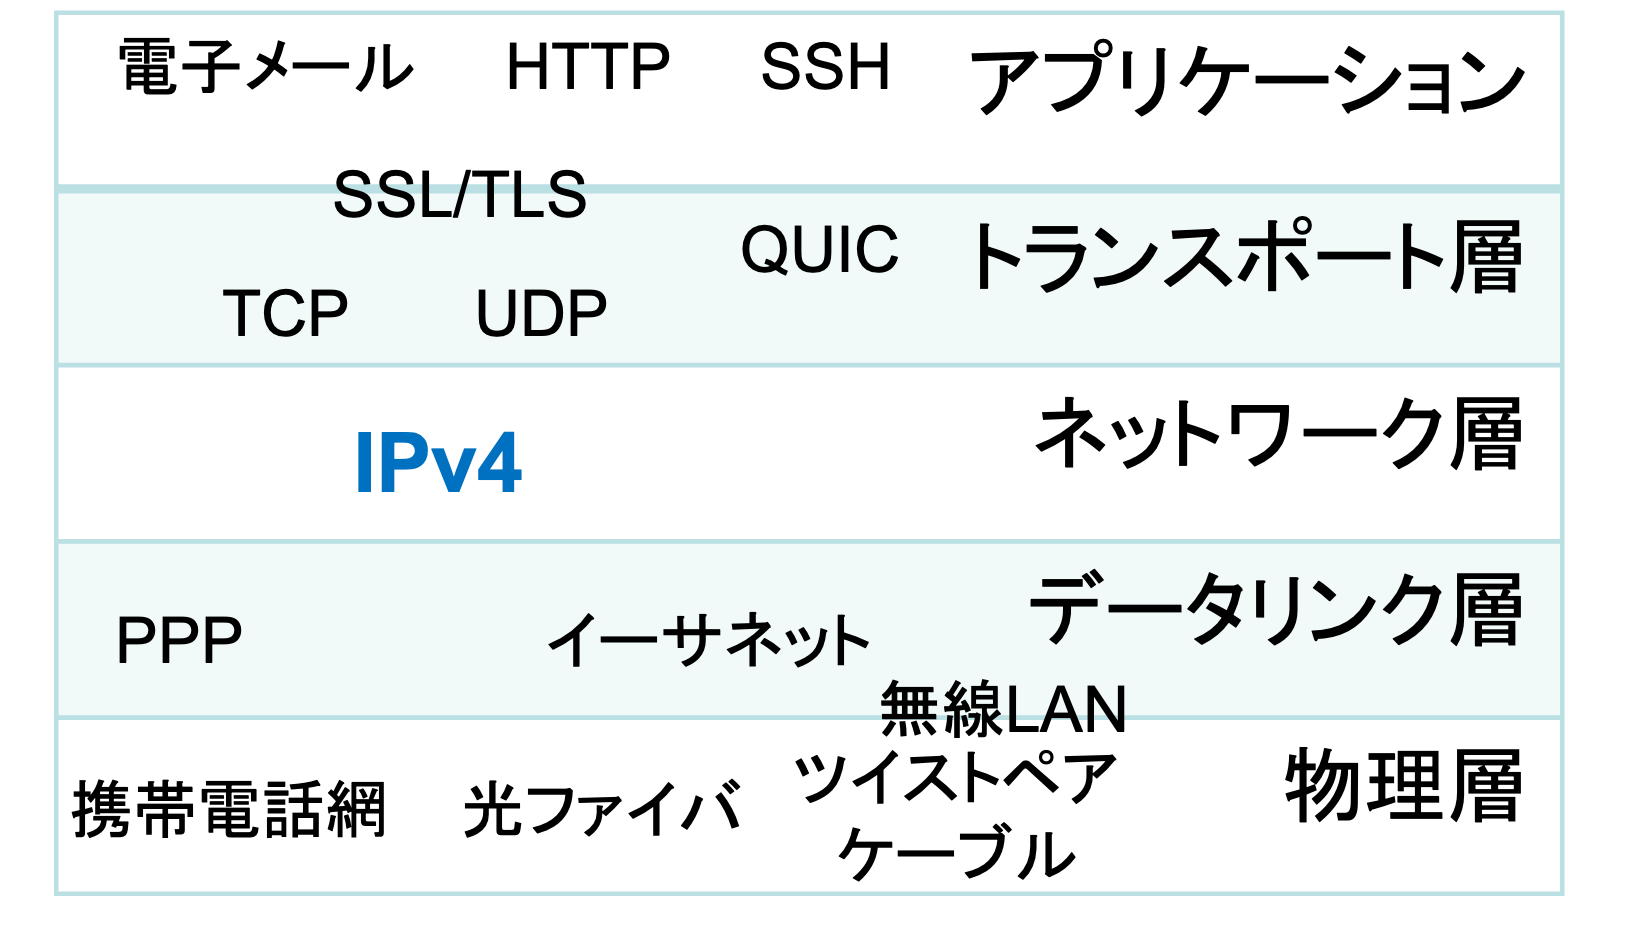 電子メール HTTP SSH アプリケーション
SSL/TLS
QUIC トランスポート層
TCP UDP
ネットワーク層
IPv4
データリンク層
PPP イーサネット
無線LAN
ツイストペア
物理層
携帯電話網 光ファイバ
ケーブル